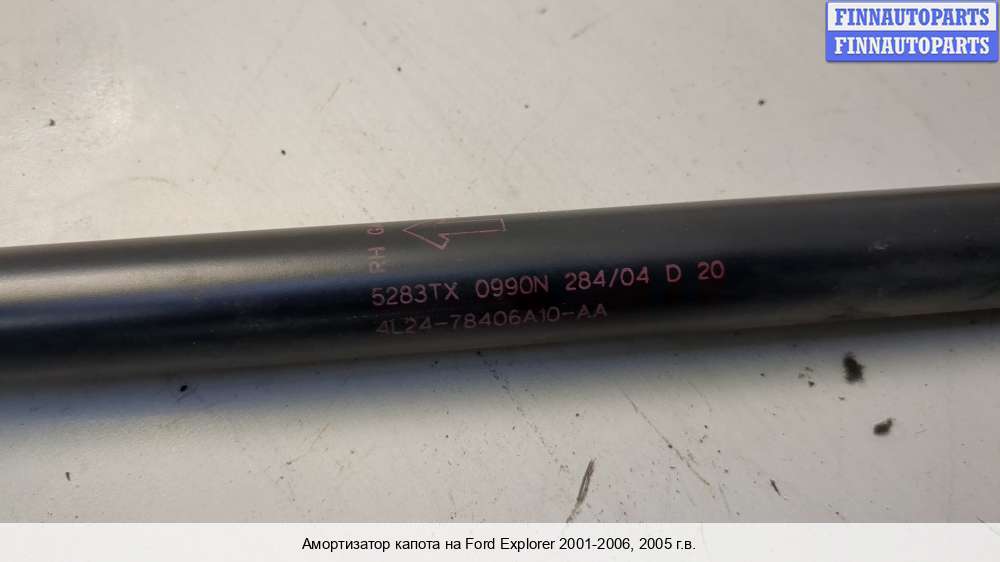 FINNAUTOPARTS
FINNAUTOPARTS
RH G
5283TX 0990N 284/04 D 20
4L24-78406A10-AA
Амортизатор капота на Ford Explorer 2001-2006, 2005 г.в.